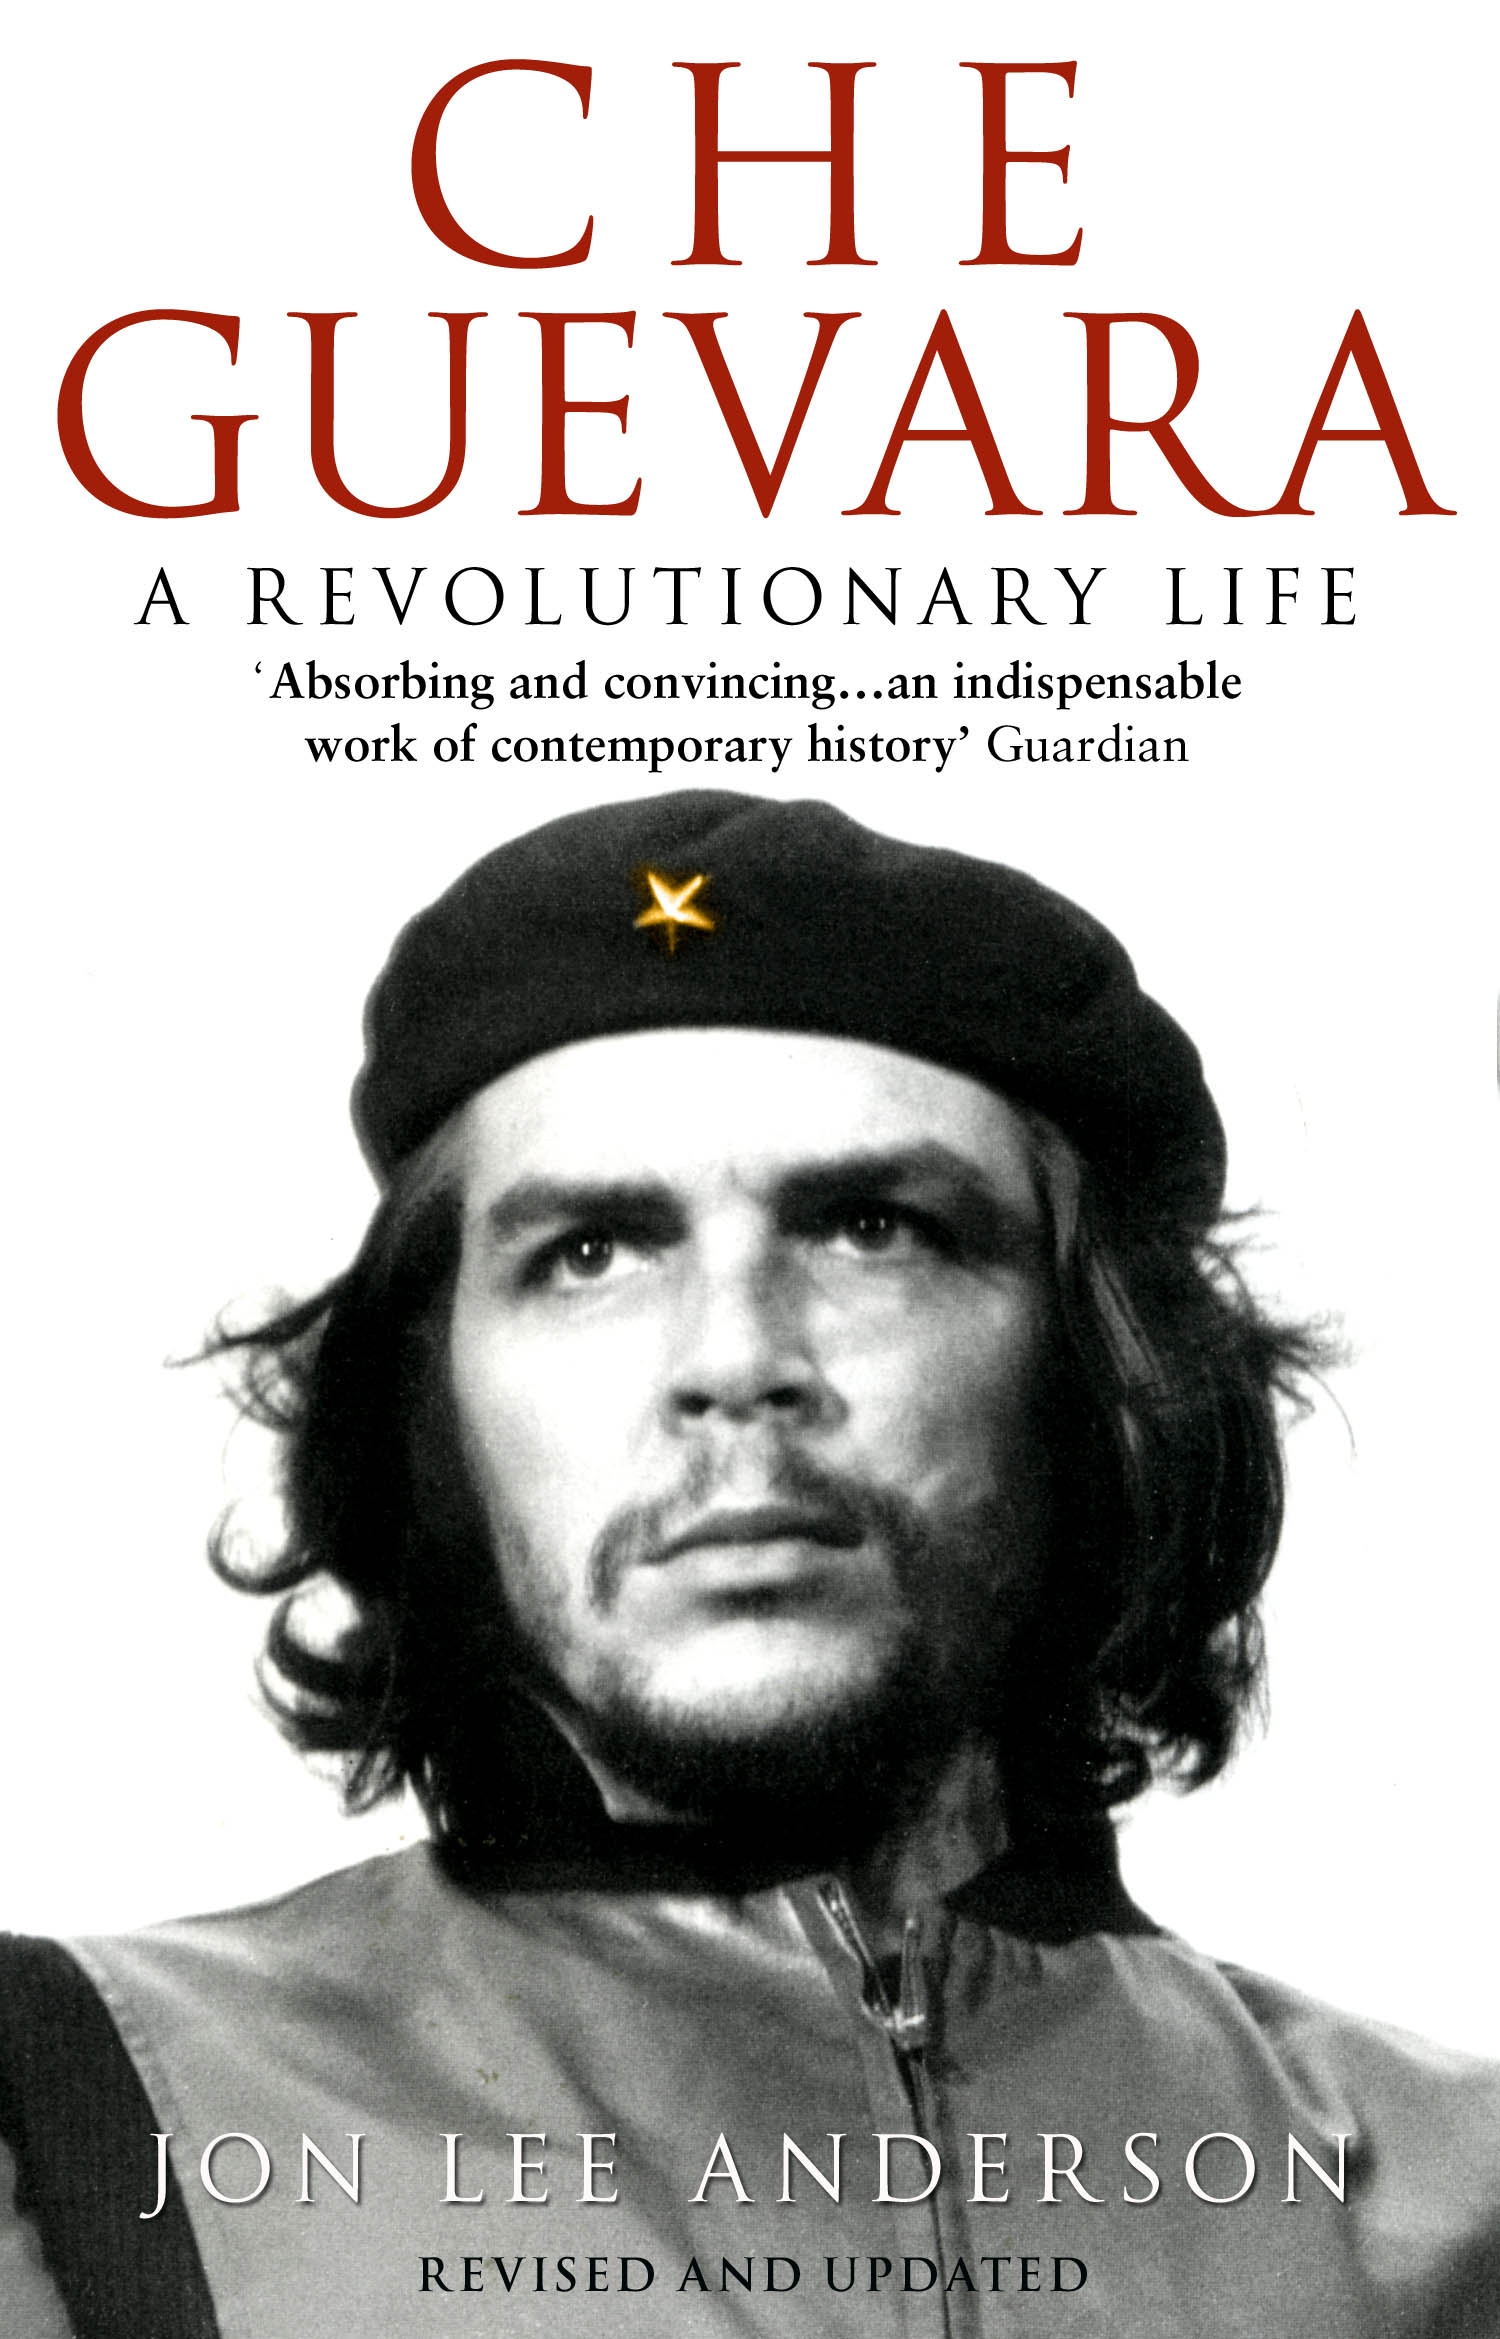 CHE
GUEVARA
A REVOLUTIONARY LIFE
‘Absorbing and convincing...an indispensable
work of contemporary history’ Guardian
JON LEE ANDERSON
REVISED AND UPDATED